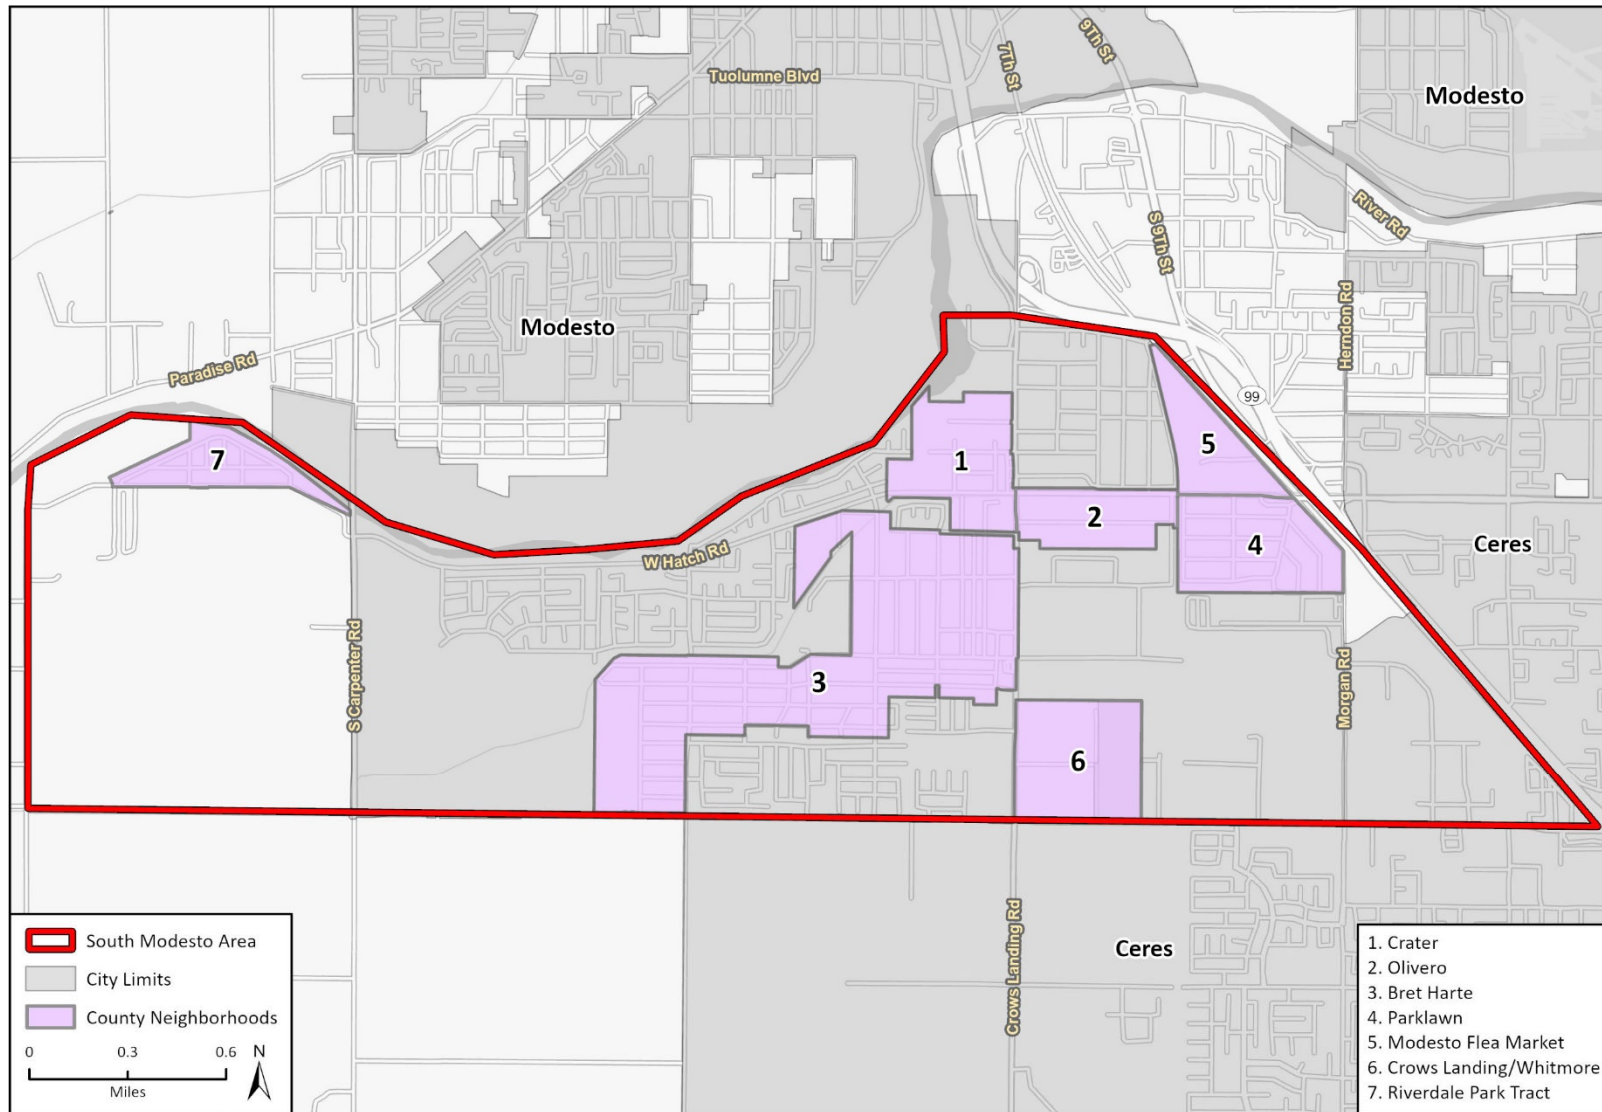 Tuolumne Blvd
7Th St
9Th St
Modesto
River Rd
S 9Th St
Herndon Rd
Modesto
Paradise Rd
99
7
1
5
2
4
Ceres
W Hatch Rd
S Carpenter Rd
3
Morgan Rd
6
Crows Landing Rd
Ceres
South Modesto Area
City Limits
County Neighborhoods
0 0.3 0.6
Miles
N
1. Crater
2. Olivero
3. Bret Harte
4. Parklawn
5. Modesto Flea Market
6. Crows Landing/Whitmore
7. Riverdale Park Tract